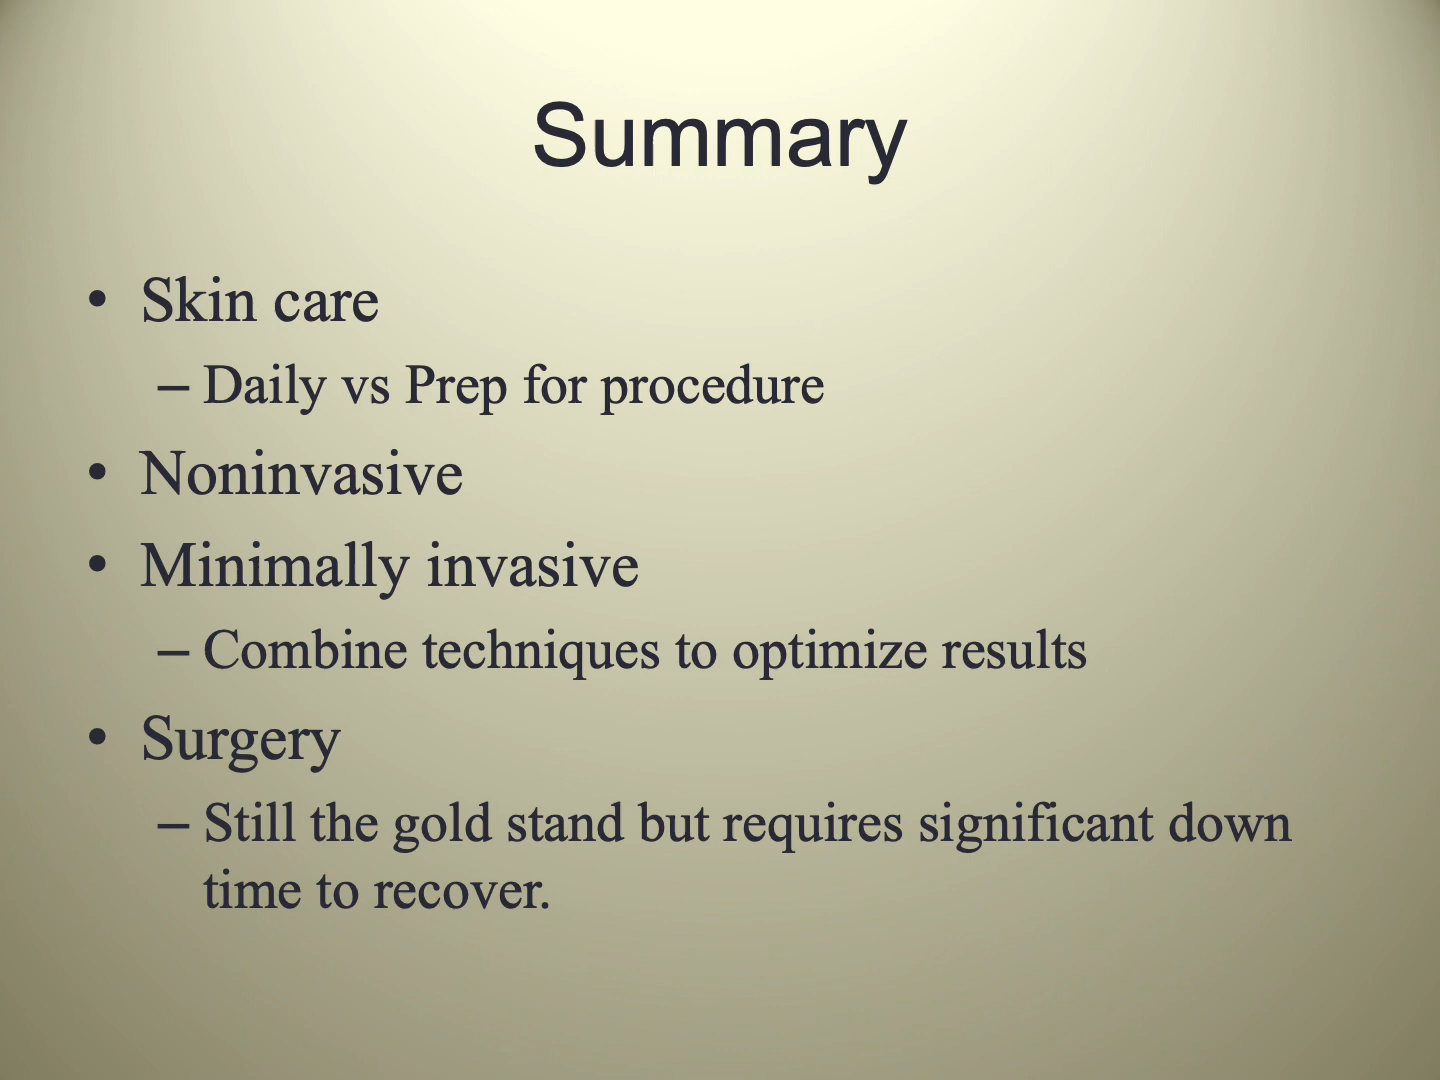 Summary
• Skin care
– Daily vs Prep for procedure
• Noninvasive
• Minimally invasive
– Combine techniques to optimize results
• Surgery
– Still the gold stand but requires significant down
time to recover.